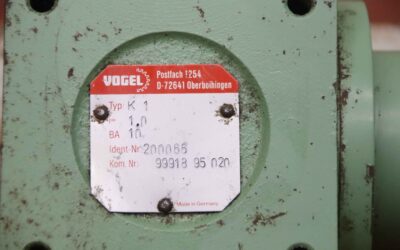 VOGEL
Postfach 1254
D-72641 Oberboihingen
Typ K 1
i= 1,0
BA 10
Ident-Nr. 200066
Kom. Nr. 99918 95 020
Made in Germany